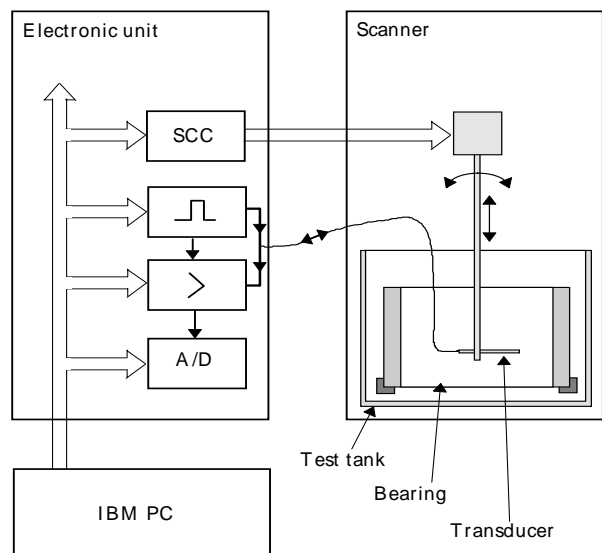 Electronic unit
Scanner
SCC
>
A/D
Test tank
Bearing
IBM PC
Transducer